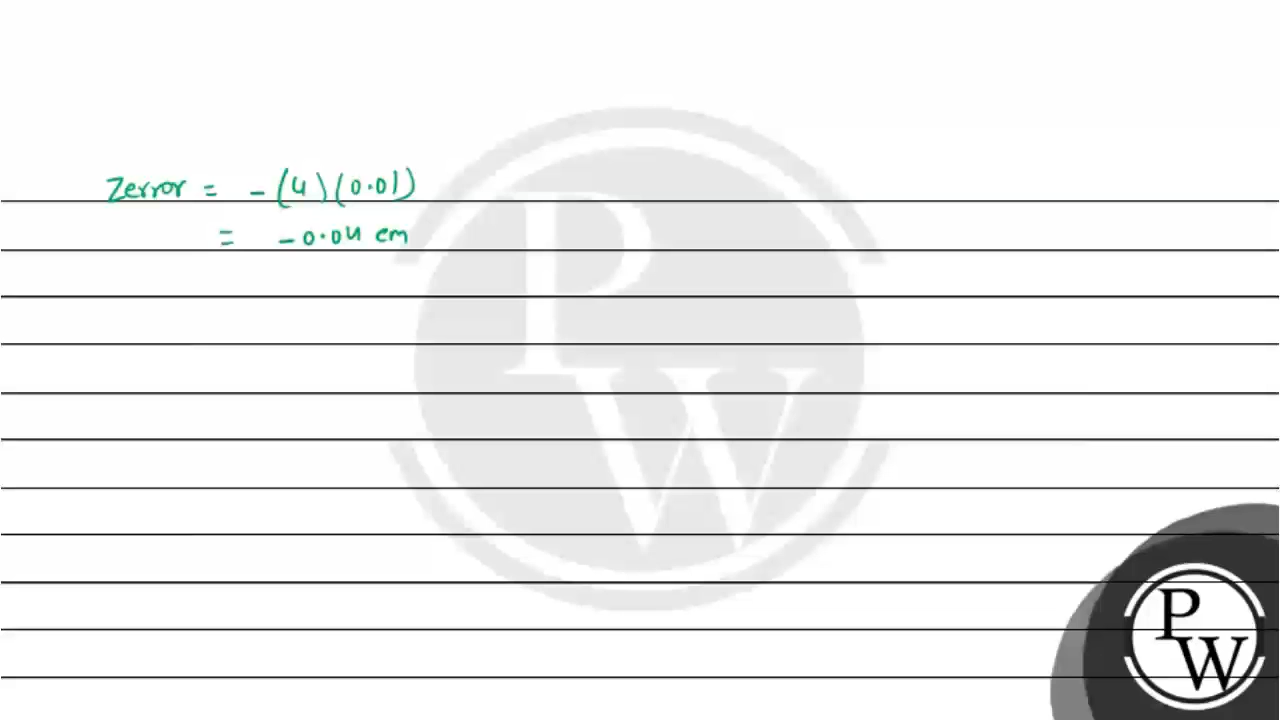 Zerror = - (4) (0.01)
= - 0.04 cm
P
W
P
W